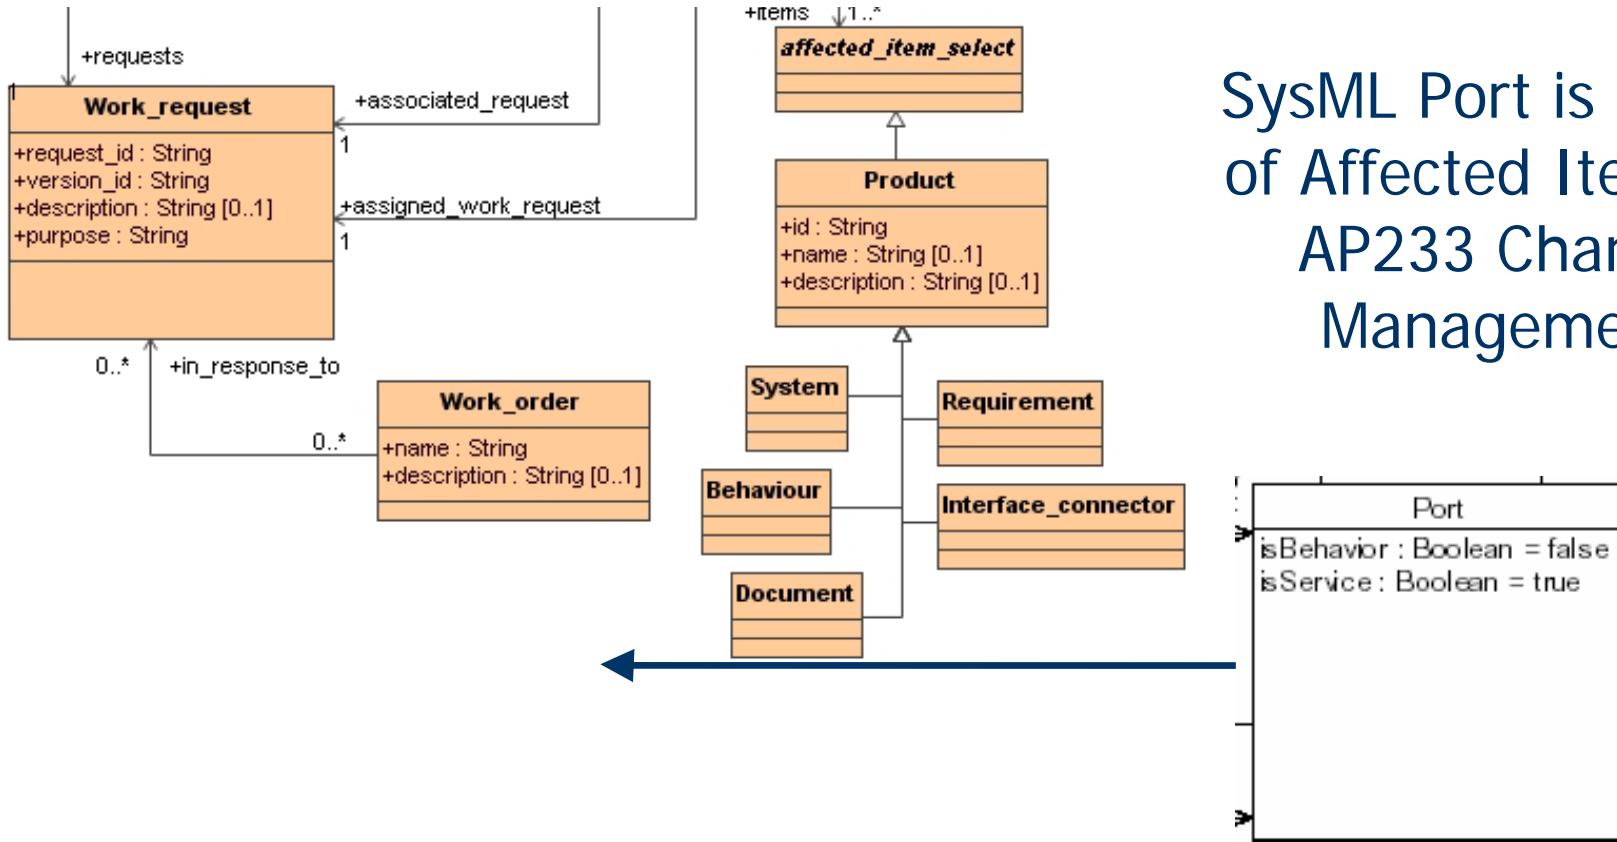 +items 1..*
+requests
1
Work_request
+request_id : String
+version_id : String
+description : String [0..1]
+purpose : String
+associated_request
1
+assigned_work_request
1
0..* +in_response_to
0..*
Work_order
+name : String
+description : String [0..1]
affected_item_select
Product
+id : String
+name : String [0..1]
+description : String [0..1]
System
Requirement
Behaviour
Interface_connector
Document
SysML Port is
of Affected
AP233
Port
isBehavior : Boolean = false
isService : Boolean = true